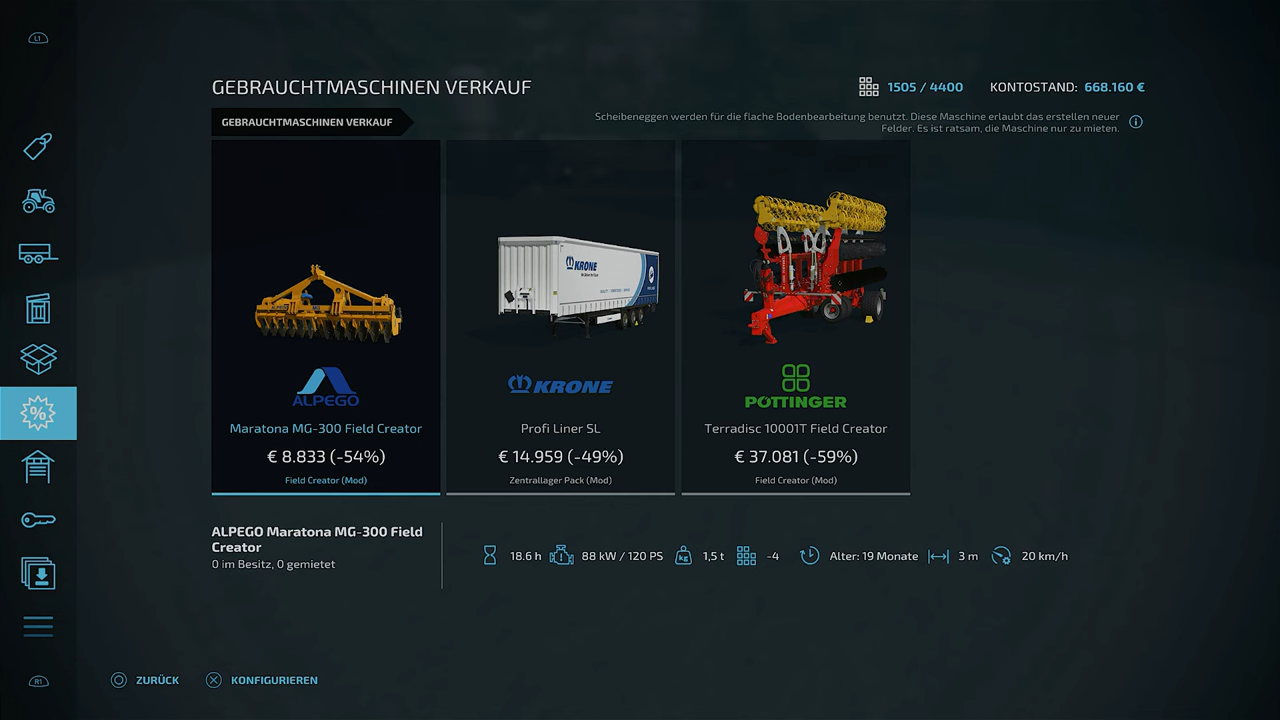 L1
GEBRAUCHTMASCHINEN VERKAUF
1505 / 4400
KONTOSTAND: 668.160 €
GEBRAUCHTMASCHINEN VERKAUF
Scheibeneggen werden für die flache Bodenbearbeitung benutzt. Diese Maschine erlaubt das erstellen neuer
Felder. Es ist ratsam, die Maschine nur zu mieten.
KRONE
ALPEGO
Maratona MG-300 Field Creator
€ 8.833 (-54%)
Field Creator (Mod)
KRONE
Profi Liner SL
€ 14.959 (-49%)
Zentrallager Pack (Mod)
PÖTTINGER
Terradisc 10001T Field Creator
€ 37.081 (-59%)
Field Creator (Mod)
ALPEGO Maratona MG-300 Field
Creator
0 im Besitz, 0 gemietet
18.6 h
88 kW / 120 PS
KG
1,5 t
-4
Alter: 19 Monate
3 m
20 km/h
%
R1
ZURÜCK
KONFIGURIEREN